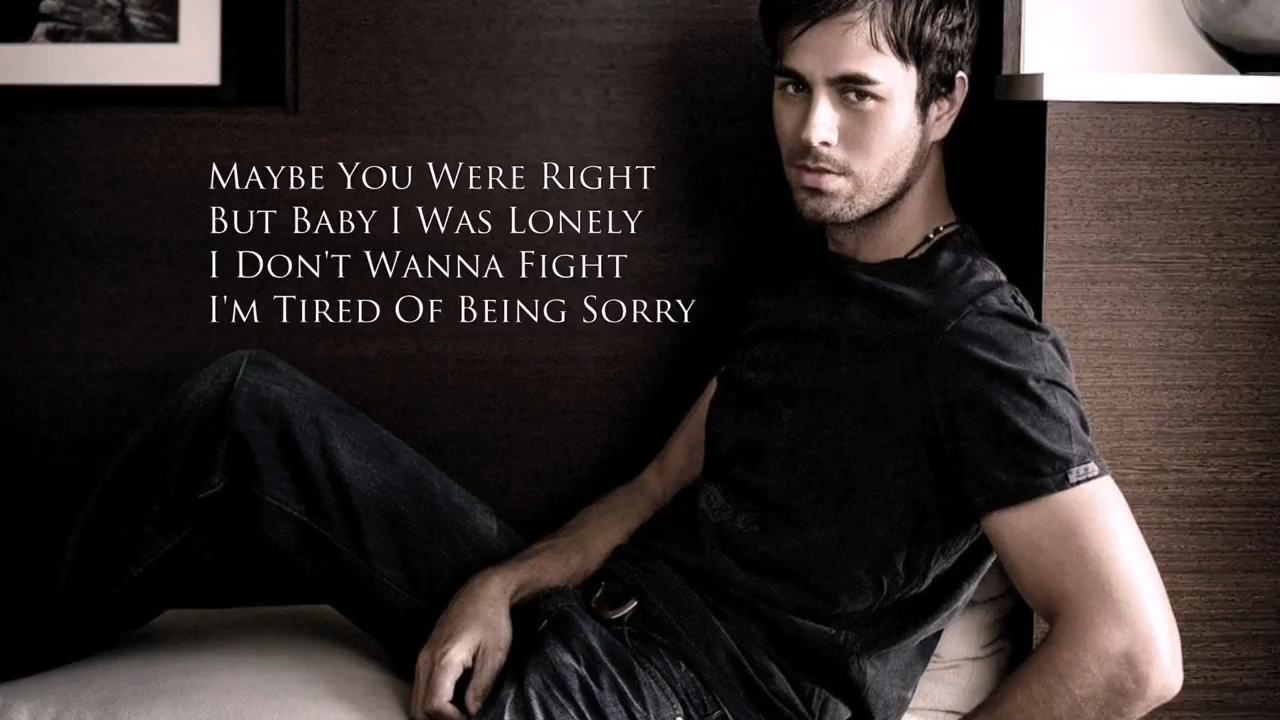 Maybe You Were Right
But Baby I Was Lonely
I Don't Wanna Fight
I'm Tired Of Being Sorry